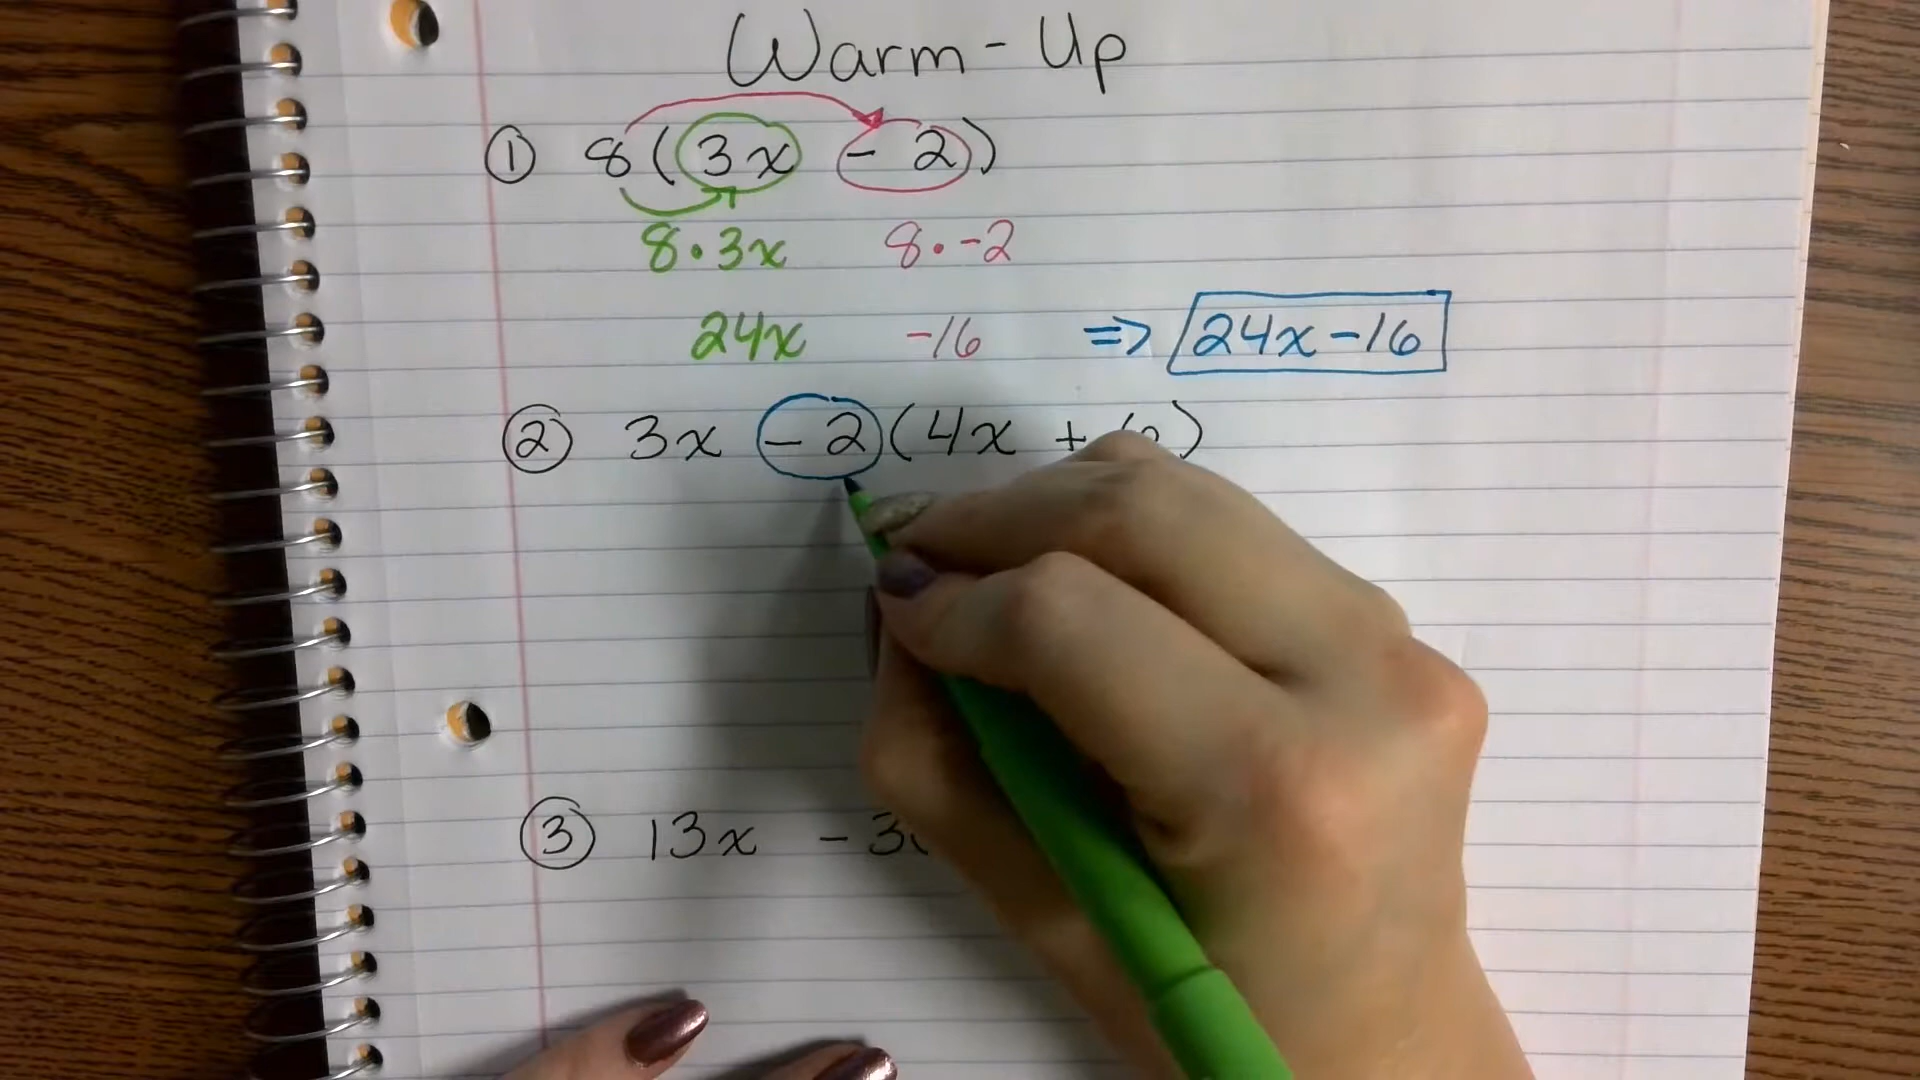 Warm-Up
① 8(3x - 2)
8·3x 8·-2
24x -16 => 24x-16
② 3x -2(4x + )
③ 13x -3